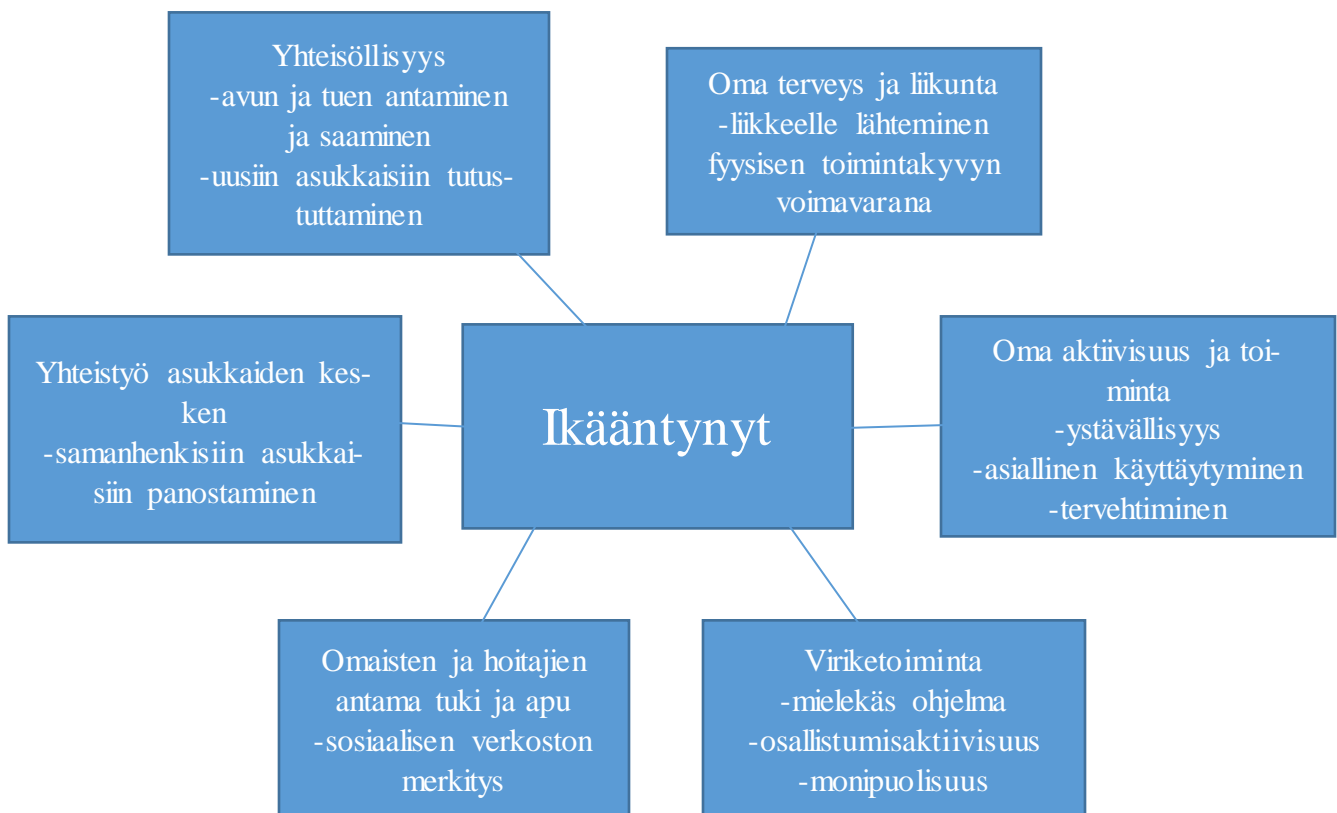 Yhteisöllisyys
-avun ja tuen antaminen
ja saaminen
-uusiin asukkaisiin tutus-
tuttaminen
Oma terveys ja liikunta
-liikkeelle lähteminen
fyysisen toimintakyvyn
voimavarana
Yhteistyö asukkaiden kes-
ken
-samanhenkisiin asukkai-
siin panostaminen
Ikääntynyt
Oma aktiivisuus ja toi-
minta
-ystävällisyys
-asiallinen käyttäytyminen
-tervehtiminen
Omaisten ja hoitajien
antama tuki ja apu
-sosiaalisen verkoston
merkitys
Viriketoiminta
-mielekäs ohjelma
-osallistumisaktiivisuus
-monipuolisuus